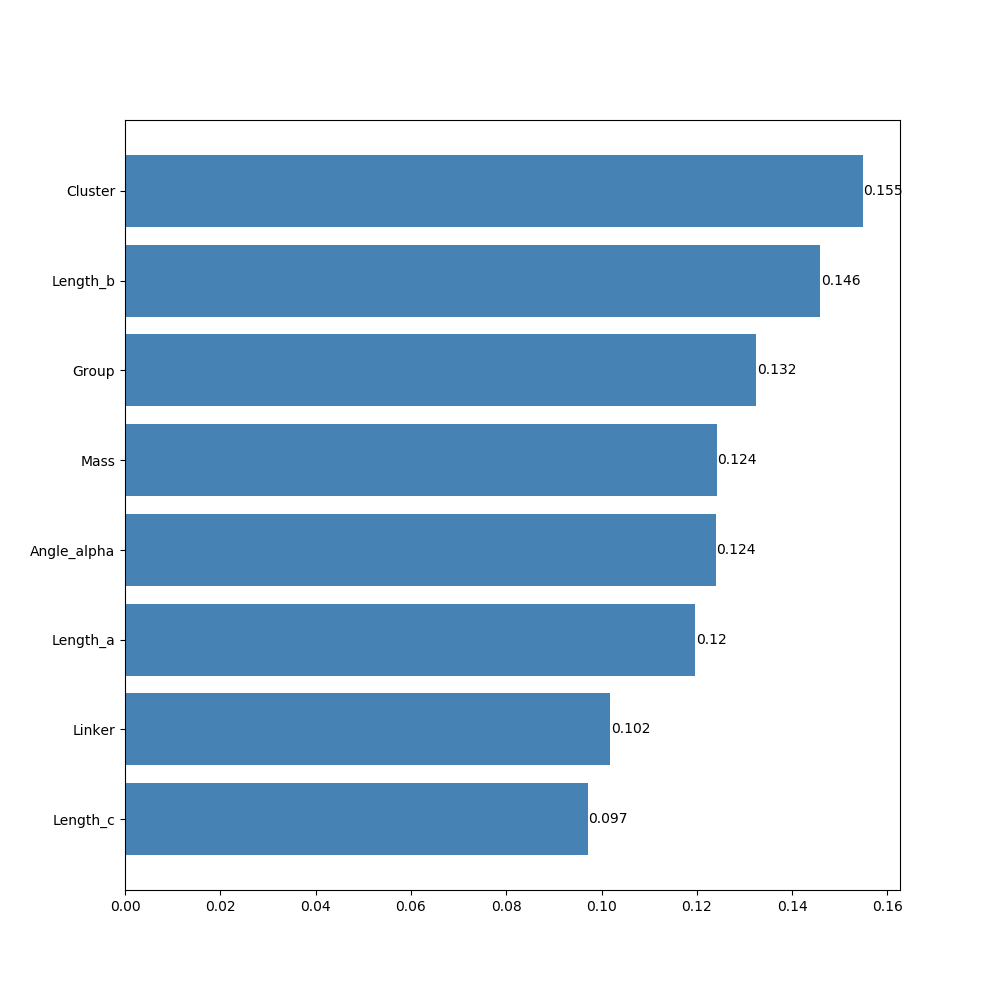 Cluster 0.155
Length_b 0.146
Group 0.132
Mass 0.124
Angle_alpha 0.124
Length_a 0.12
Linker 0.102
Length_c 0.097
0.00 0.02 0.04 0.06 0.08 0.10 0.12 0.14 0.16